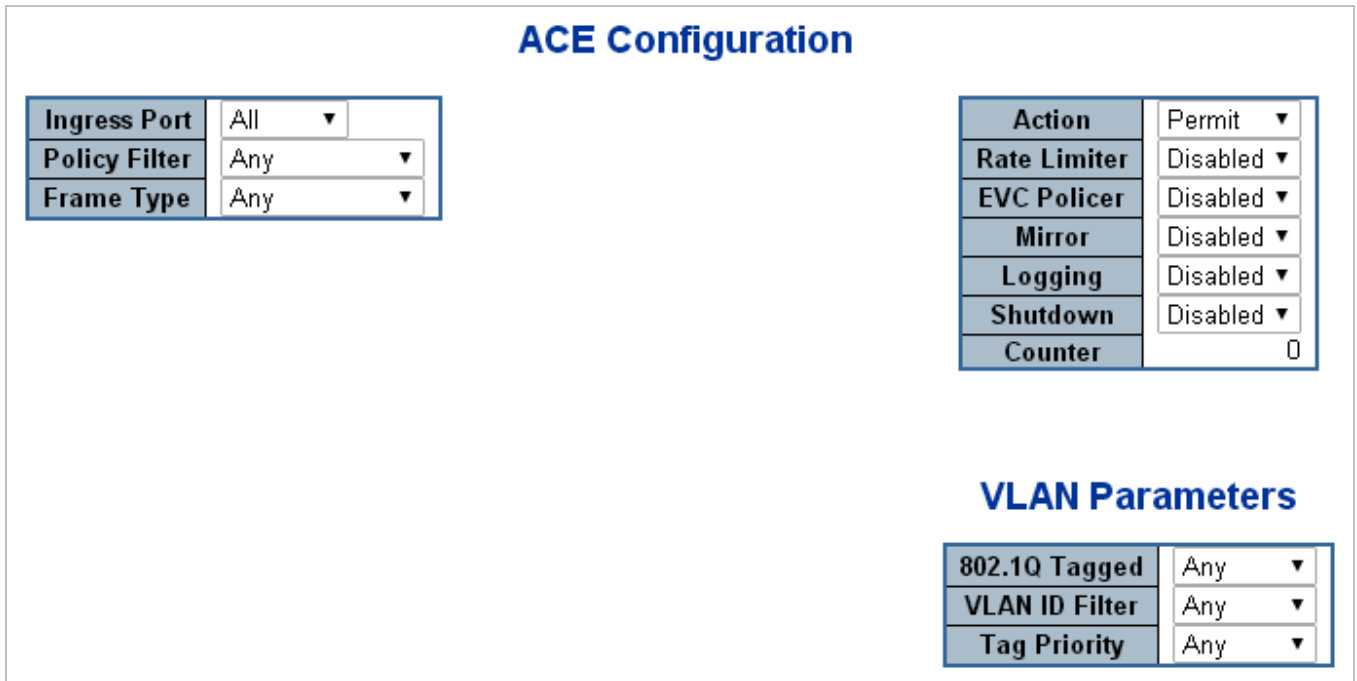 ACE Configuration
Ingress Port All
Policy Filter Any
Frame Type Any
Action Permit
Rate Limiter Disabled
EVC Policer Disabled
Mirror Disabled
Logging Disabled
Shutdown Disabled
Counter 0
VLAN Parameters
802.1Q Tagged Any
VLAN ID Filter Any
Tag Priority Any